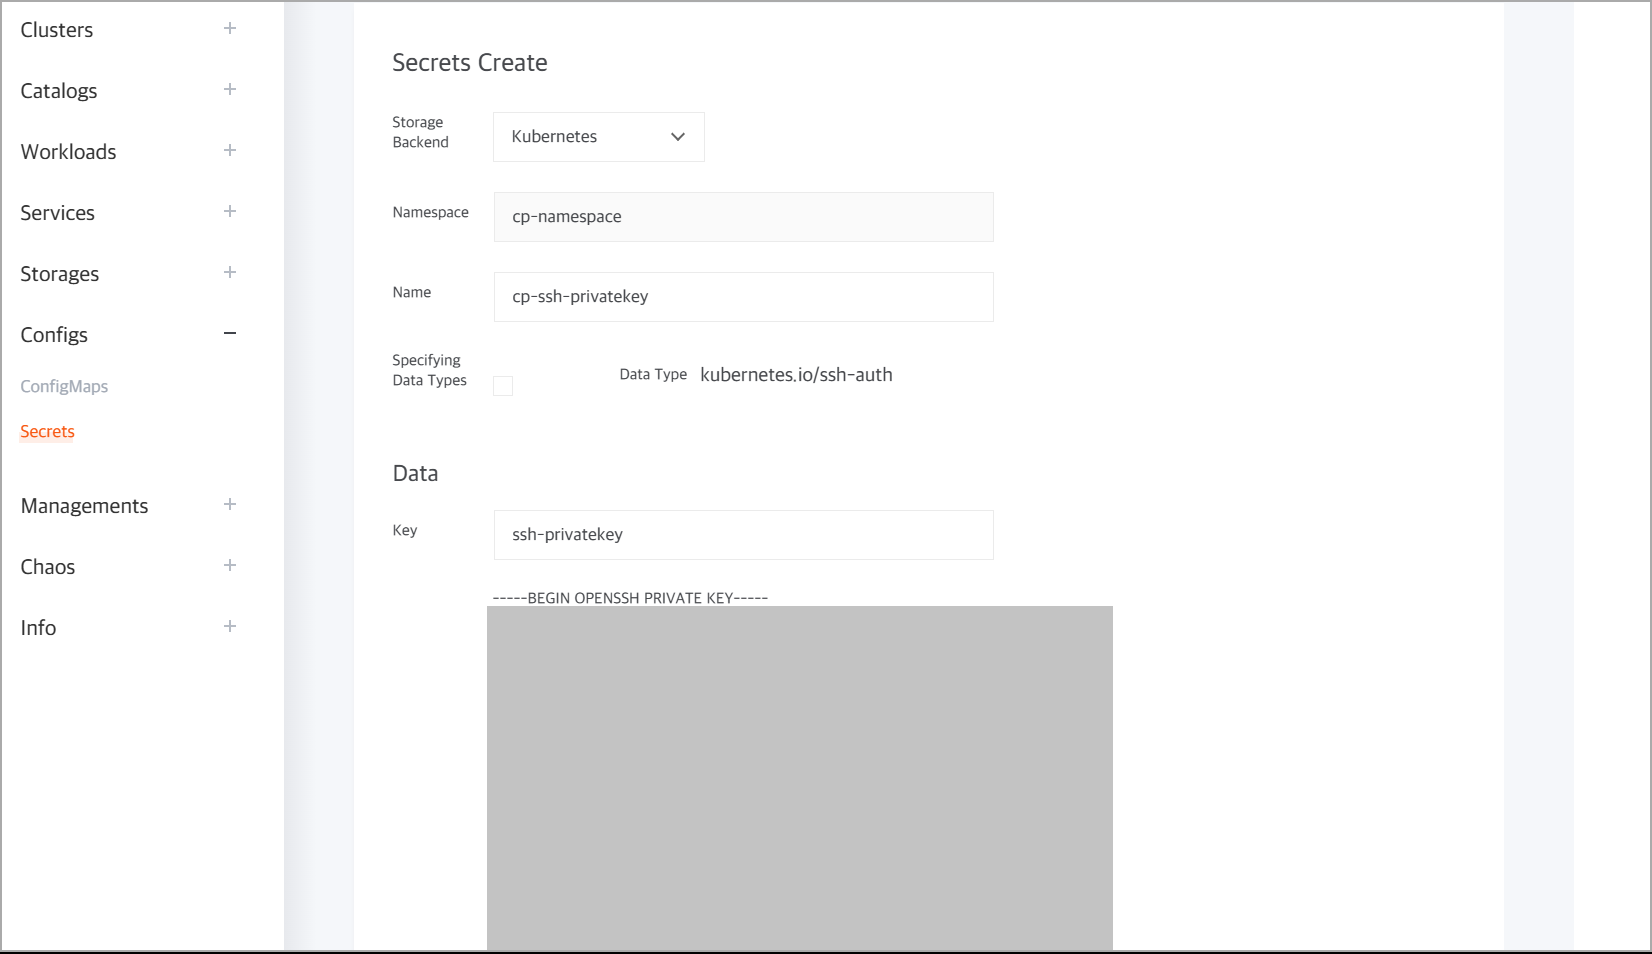 Clusters
Catalogs
Workloads
Services
Storages
Configs
ConfigMaps
Secrets
Managements
Chaos
Info
Secrets Create
Storage
Backend
Kubernetes
Namespace
cp-namespace
Name
cp-ssh-privatekey
Specifying
Data Types
Data Type kubernetes.io/ssh-auth
Data
Key
ssh-privatekey
-----BEGIN OPENSSH PRIVATE KEY-----